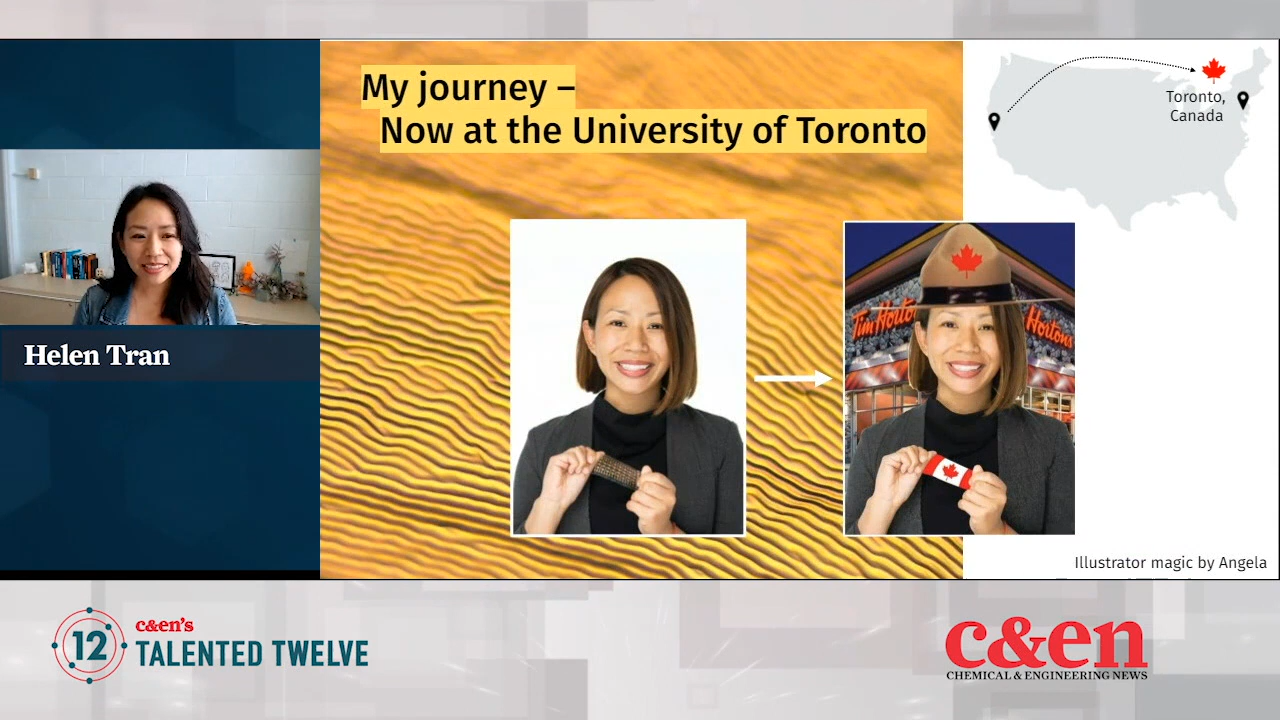 My journey –
Now at the University of Toronto
Toronto,
Canada
Helen Tran
Tim Horto
Hortons
Illustrator magic by Angela
12
c&en's
TALENTED TWELVE
c&en
CHEMICAL & ENGINEERING NEWS